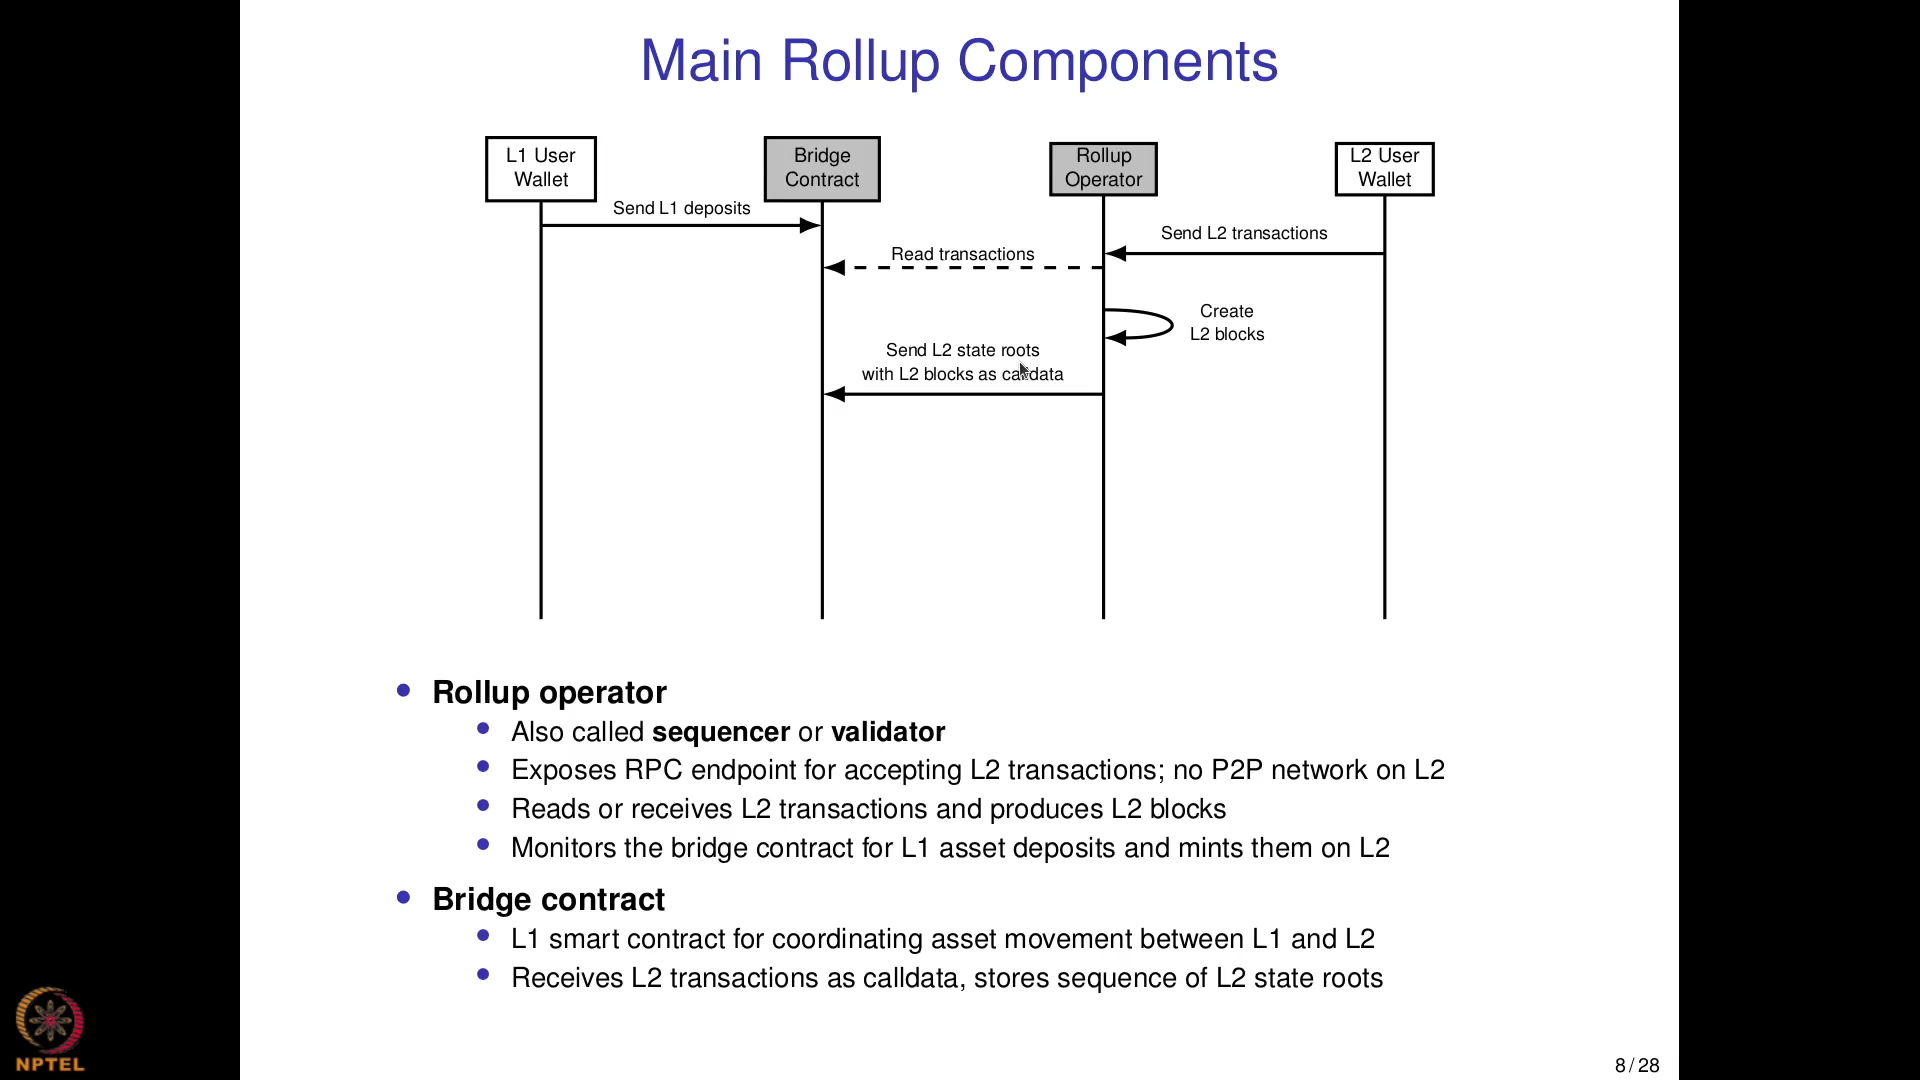 Main Rollup Components
L1 User
Wallet
Bridge
Contract
Rollup
Operator
L2 User
Wallet
Send L1 deposits
Send L2 transactions
Read transactions
Create
L2 blocks
Send L2 state roots
with L2 blocks as calldata
Rollup operator
Also called sequencer or validator
Exposes RPC endpoint for accepting L2 transactions; no P2P network on L2
Reads or receives L2 transactions and produces L2 blocks
Monitors the bridge contract for L1 asset deposits and mints them on L2
Bridge contract
L1 smart contract for coordinating asset movement between L1 and L2
Receives L2 transactions as calldata, stores sequence of L2 state roots
NPTEL
8 / 28